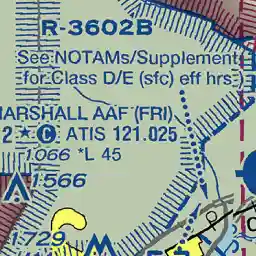 R-3602B
See NOTAMs/Supplement
for Class D/E (sfc) eff hrs
MARSHALL AAF (FRI)
2 ★ C ATIS 121.025
1066 *L 45
1566
1729